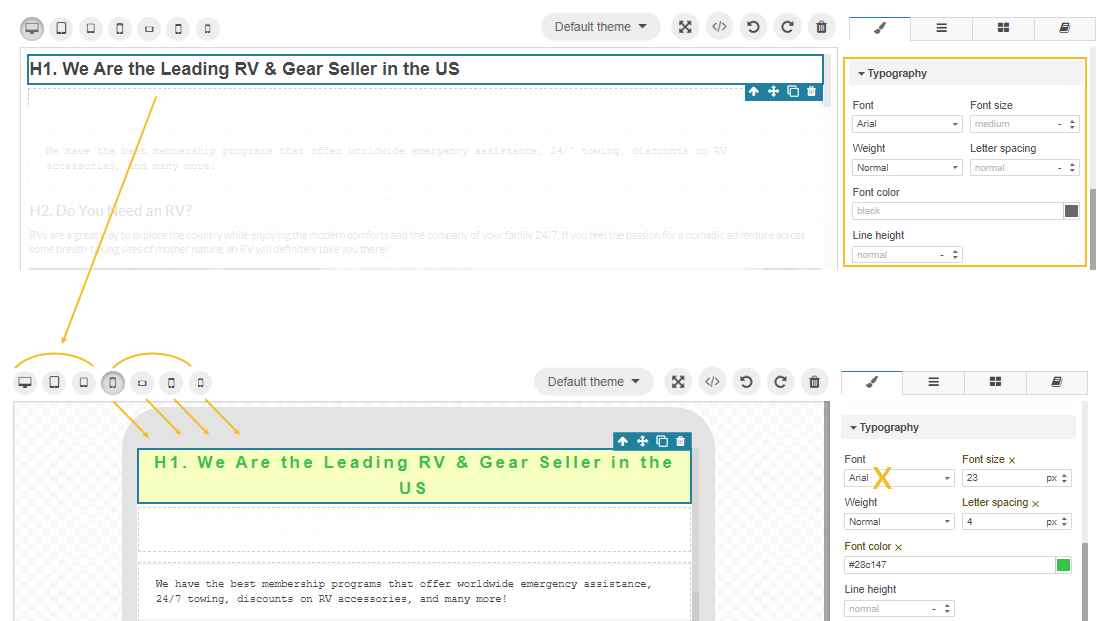 Default theme
H1. We Are the Leading RV & Gear Seller in the US
We have the best membership programs that offer worldwide emergency assistance, 24/7 towing, discounts on RV
accessories, and many more!
H2. Do You Need an RV?
RVs are a great way to explore the country while enjoying the modern comforts and the company of your family 24/7. If you feel the passion for a nomadic adventure across
some breath-taking sites of mother nature, an RV will definitely take you there!
Typography
Font Font size
Arial medium -
Weight Letter spacing
Normal normal -
Font color
black
Line height
normal -
Default theme
H1. We Are the Leading RV & Gear Seller in the
US
We have the best membership programs that offer worldwide emergency assistance,
24/7 towing, discounts on RV accessories, and many more!
Typography
Font Font size ×
Arial X 23 px
Weight Letter spacing ×
Normal 4 px
Font color ×
#28c147
Line height
normal -